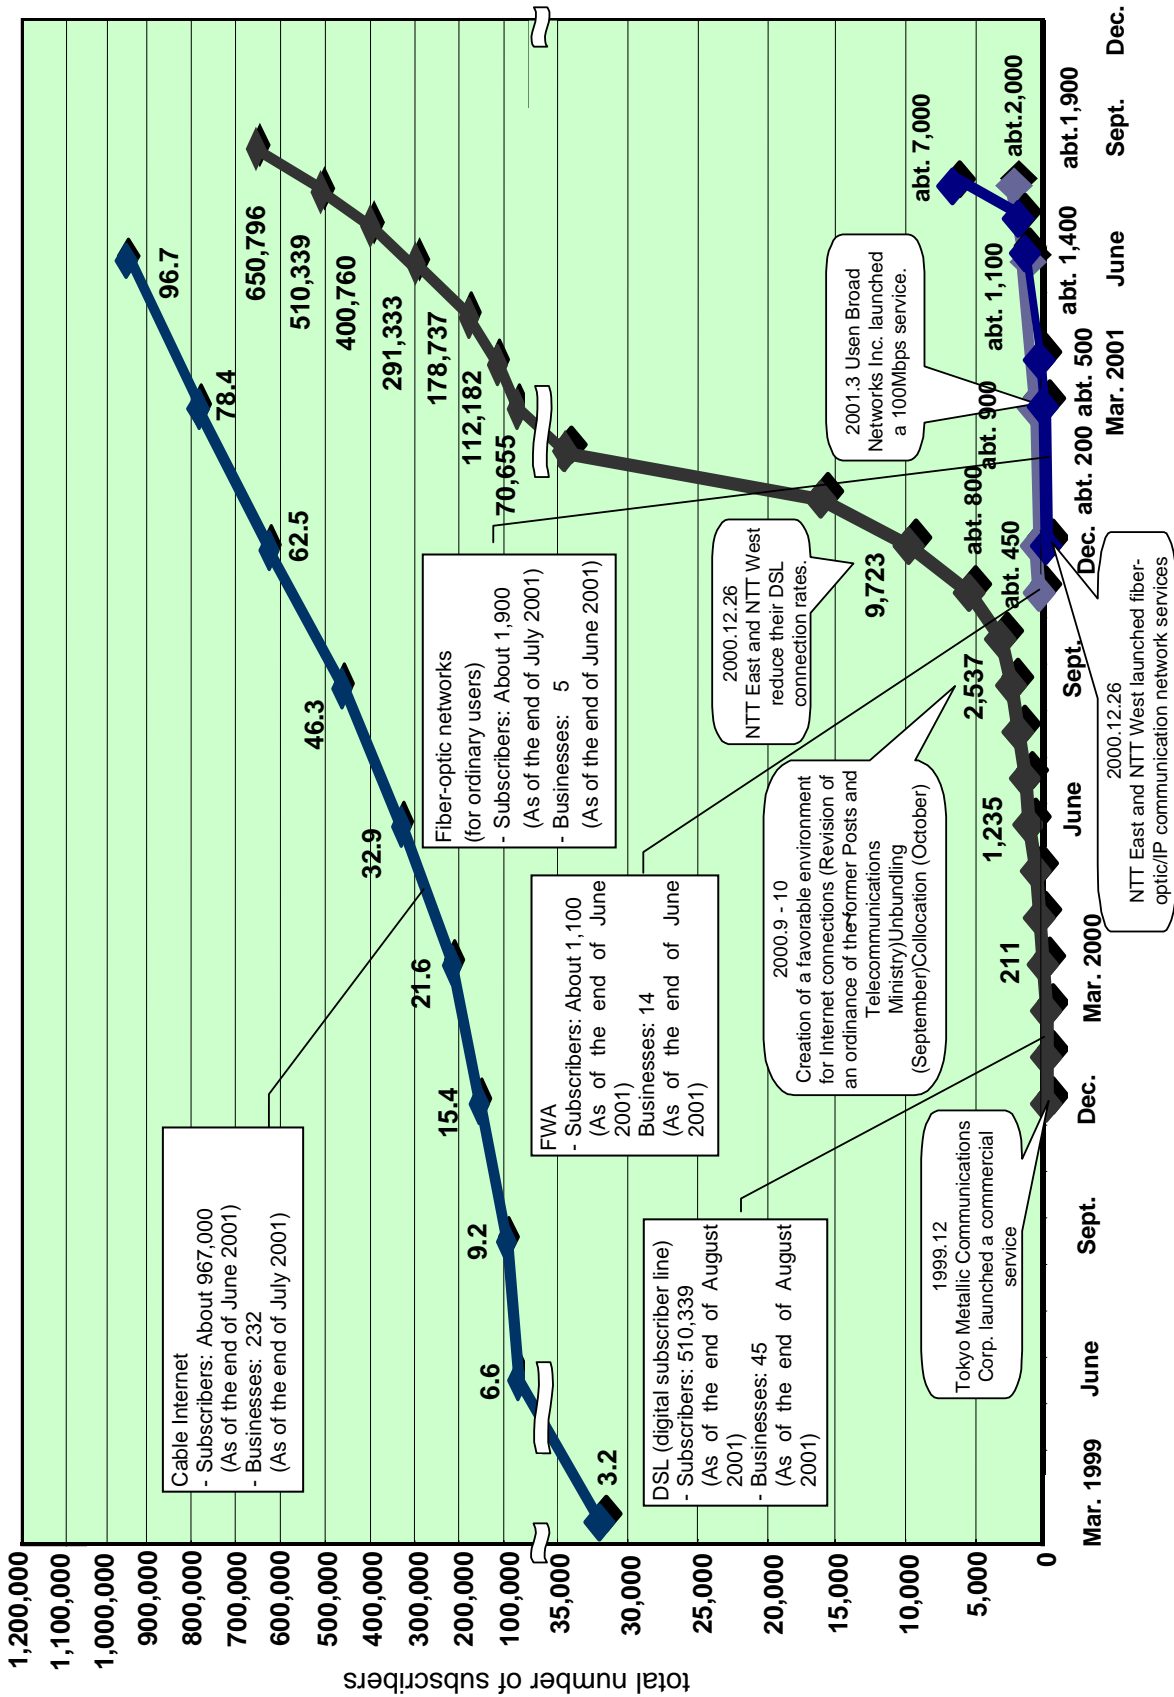 total number of subscribers
1,200,000
1,100,000
1,000,000
900,000
800,000
700,000
600,000
500,000
400,000
300,000
200,000
100,000
35,000
30,000
25,000
20,000
15,000
10,000
5,000
0
Mar. 1999
June
Sept.
Dec.
Mar. 2000
June
Sept.
Dec.
Mar. 2001
June
Sept.
Dec.
3.2
6.6
9.2
15.4
21.6
32.9
46.3
62.5
78.4
96.7
211
1,235
2,537
9,723
70,655
112,182
178,737
291,333
400,760
510,339
650,796
abt. 450
abt. 800
abt. 900
abt. 1,100
abt. 200
abt. 500
abt. 1,400
abt.1,900
abt.2,000
abt. 7,000
Cable Internet
- Subscribers: About 967,000
(As of the end of June 2001)
- Businesses: 232
(As of the end of July 2001)
Fiber-optic networks
(for ordinary users)
- Subscribers: About 1,900
(As of the end of July 2001)
- Businesses: 5
(As of the end of June 2001)
FWA
- Subscribers: About 1,100
(As of the end of June
2001)
Businesses: 14
(As of the end of June
2001)
DSL (digital subscriber line)
- Subscribers: 510,339
(As of the end of August
2001)
- Businesses: 45
(As of the end of August
2001)
1999.12
Tokyo Metallic Communications
Corp. launched a commercial
service
2000.9 - 10
Creation of a favorable environment
for Internet connections (Revision of
an ordinance of the former Posts and
Telecommunications
Ministry)Unbundling
(September)Collocation (October)
2000.12.26
NTT East and NTT West
reduce their DSL
connection rates.
2001.3 Usen Broad
Networks Inc. launched
a 100Mbps service.
2000.12.26
NTT East and NTT West launched fiber-
optic/IP communication network services